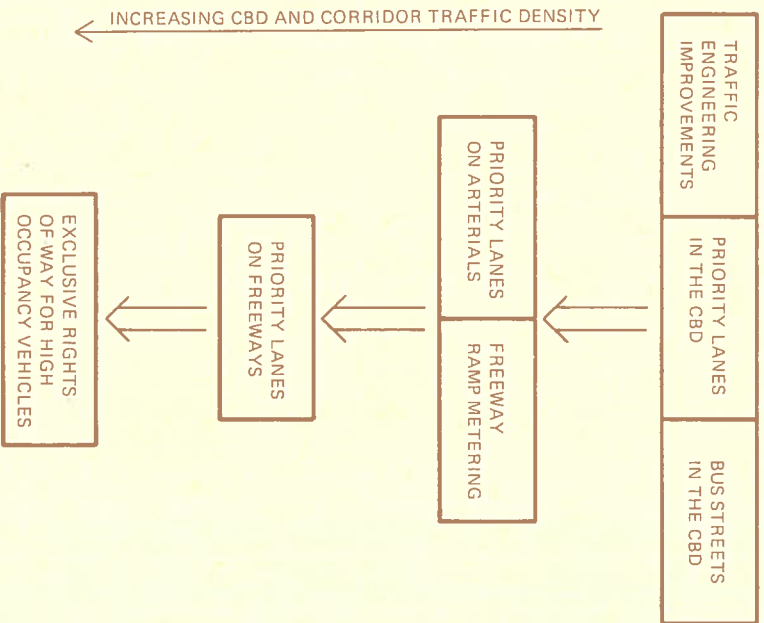 INCREASING CBD AND CORRIDOR TRAFFIC DENSITY
TRAFFIC
ENGINEERING
IMPROVEMENTS
PRIORITY LANES
IN THE CBD
BUS STREETS
IN THE CBD
PRIORITY LANES
ON ARTERIALS
FREEWAY
RAMP METERING
PRIORITY LANES
ON FREEWAYS
EXCLUSIVE RIGHTS
OF WAY FOR HIGH
OCCUPANCY VEHICLES